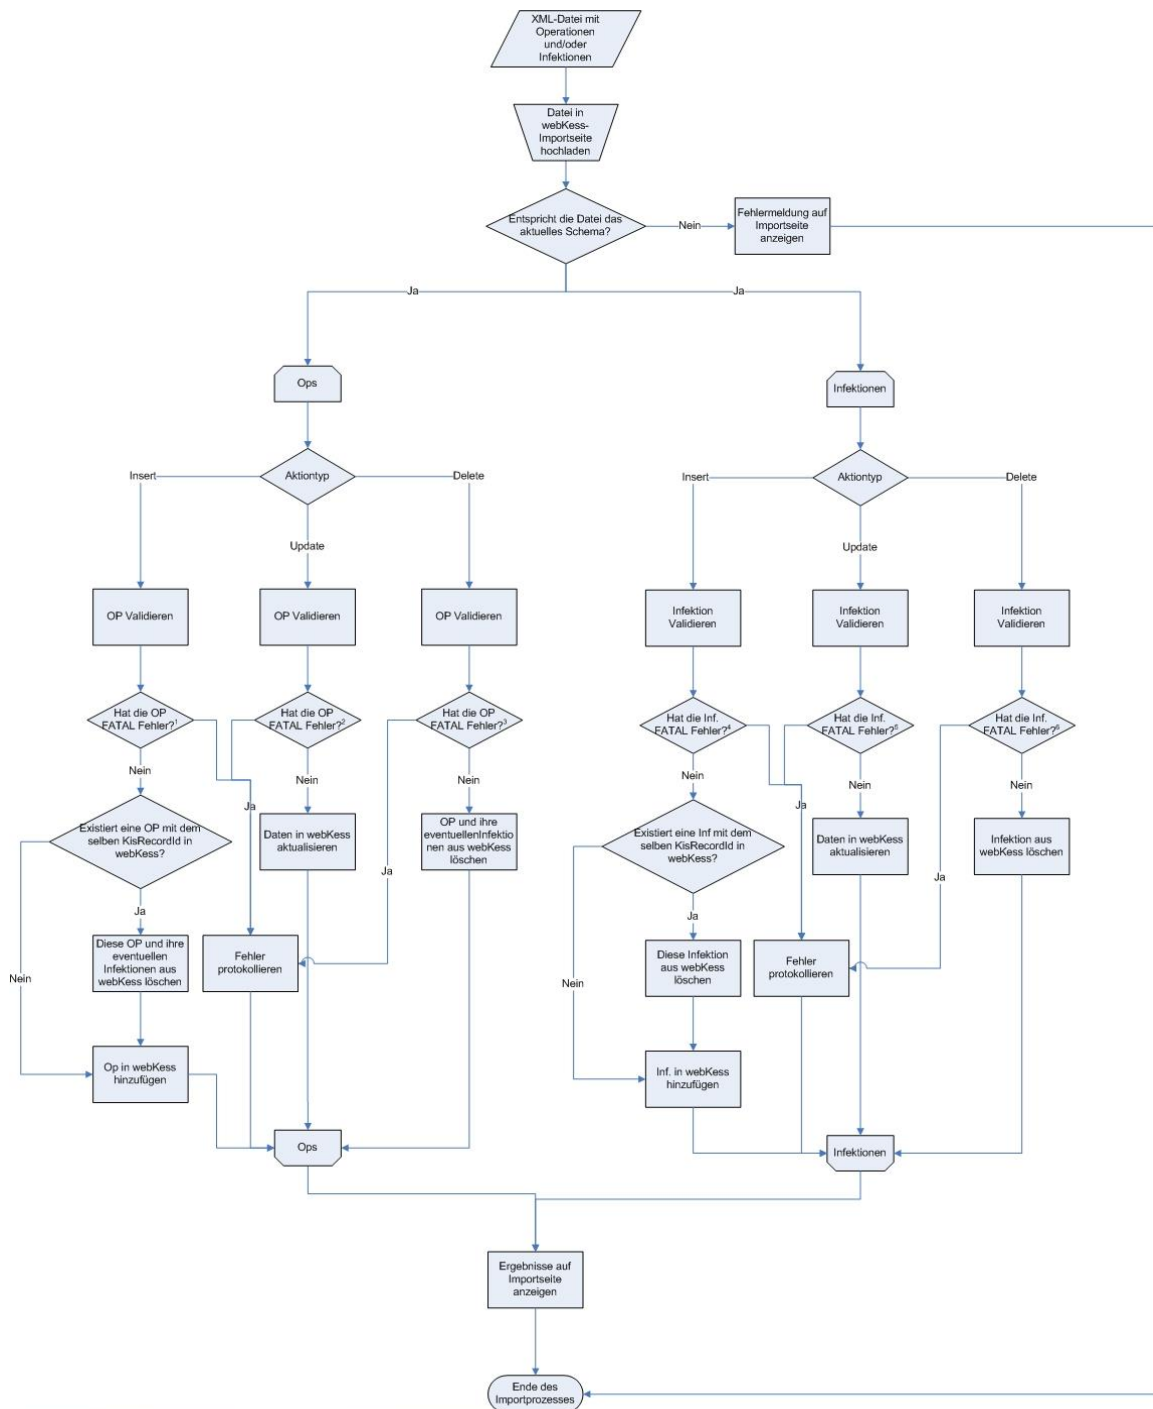 XML-Datei mit
Operationen
und/oder
Infektionen
Datei in
webKess-
Importseite
hochladen
Entspricht die Datei das
aktuelles Schema?
Nein
Fehlermeldung auf
Importseite
anzeigen
Ja
Ja
Ops
Infektionen
Aktiontyp
Insert
Delete
Update
Aktiontyp
Insert
Delete
Update
OP Validieren
OP Validieren
OP Validieren
Infektion
Validieren
Infektion
Validieren
Infektion
Validieren
Hat die OP
FATAL Fehler?¹
Hat die OP
FATAL Fehler?²
Hat die OP
FATAL Fehler?³
Hat die Inf.
FATAL Fehler?⁴
Hat die Inf.
FATAL Fehler?⁵
Hat die Inf.
FATAL Fehler?⁶
Nein
Nein
Nein
Nein
Nein
Nein
Ja
Ja
Existiert eine OP mit dem
selben KisRecordId in
webKess?
Daten in webKess
aktualisieren
OP und ihre
eventuellenInfektio
nen aus webKess
löschen
Existiert eine Inf mit dem
selben KisRecordId in
webKess?
Daten in webKess
aktualisieren
Infektion aus
webKess löschen
Ja
Ja
Ja
Ja
Nein
Diese OP und ihre
eventuellen
Infektionen aus
webKess löschen
Fehler
protokollieren
Nein
Diese Infektion
aus webKess
löschen
Fehler
protokollieren
Op in webKess
hinzufügen
Inf. in webKess
hinzufügen
Ops
Infektionen
Ergebnisse auf
Importseite
anzeigen
Ende des
Importprozesses